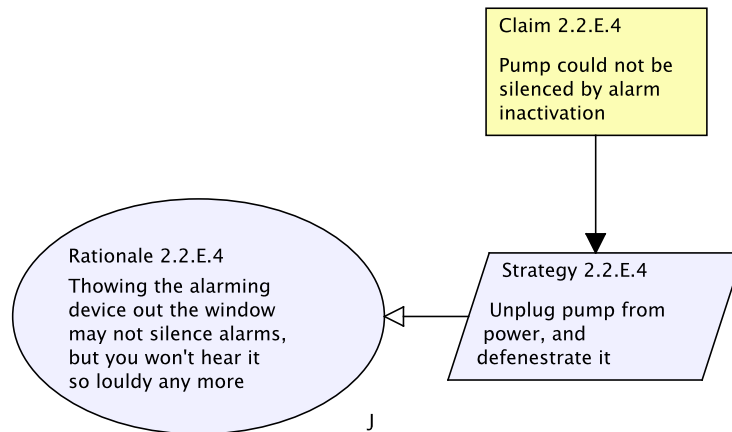 Claim 2.2.E.4
Pump could not be
silenced by alarm
inactivation
Rationale 2.2.E.4
Thowing the alarming
device out the window
may not silence alarms,
but you won't hear it
so louldy any more
J
Strategy 2.2.E.4
Unplug pump from
power, and
defenestrate it